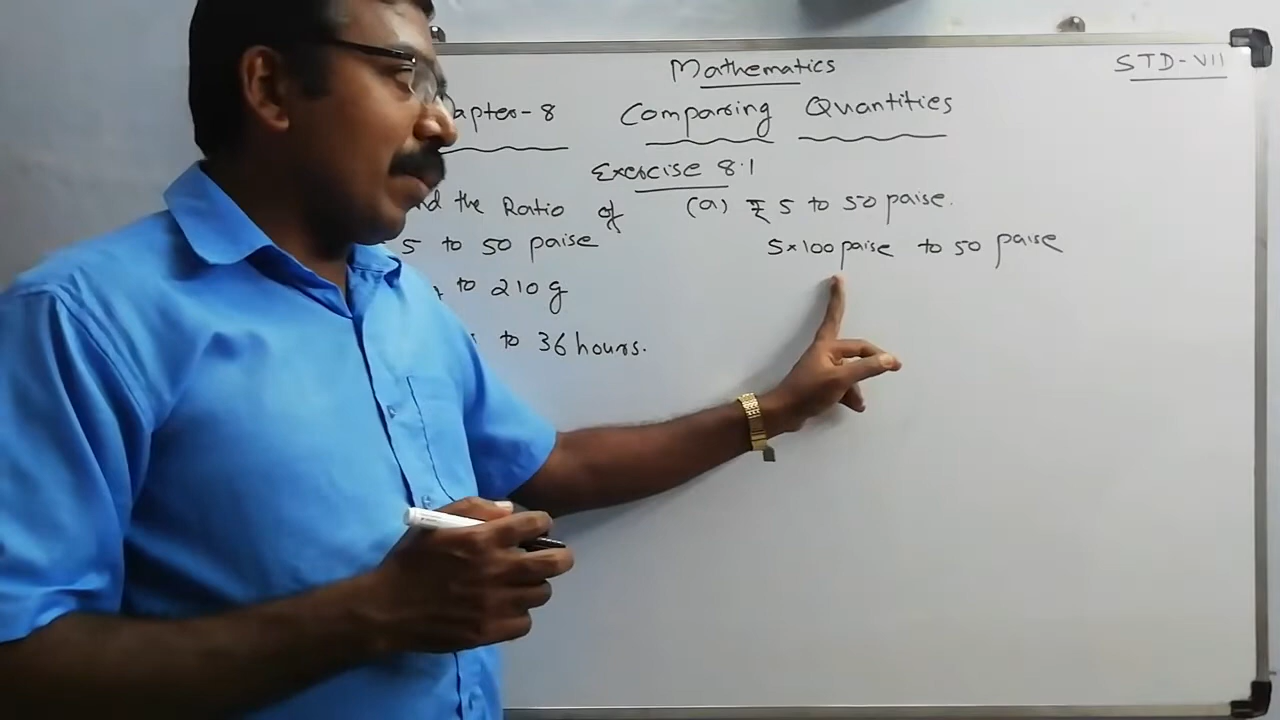 Mathematics
STD-VII
apter-8 Comparing Quantities
Exercise 8.1
nd the Ratio of
5 to 50 paise
to 210g
to 36 hours.
(a) ₹ 5 to 50 paise.
5×100 paise to 50 paise